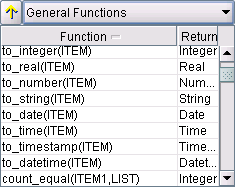 General Functions
Function Return
to_integer(ITEM) Integer
to_real(ITEM) Real
to_number(ITEM) Num...
to_string(ITEM) String
to_date(ITEM) Date
to_time(ITEM) Time
to_timestamp(ITEM) Time...
to_datetime(ITEM) Datet...
count_equal(ITEM1,LIST) Integer